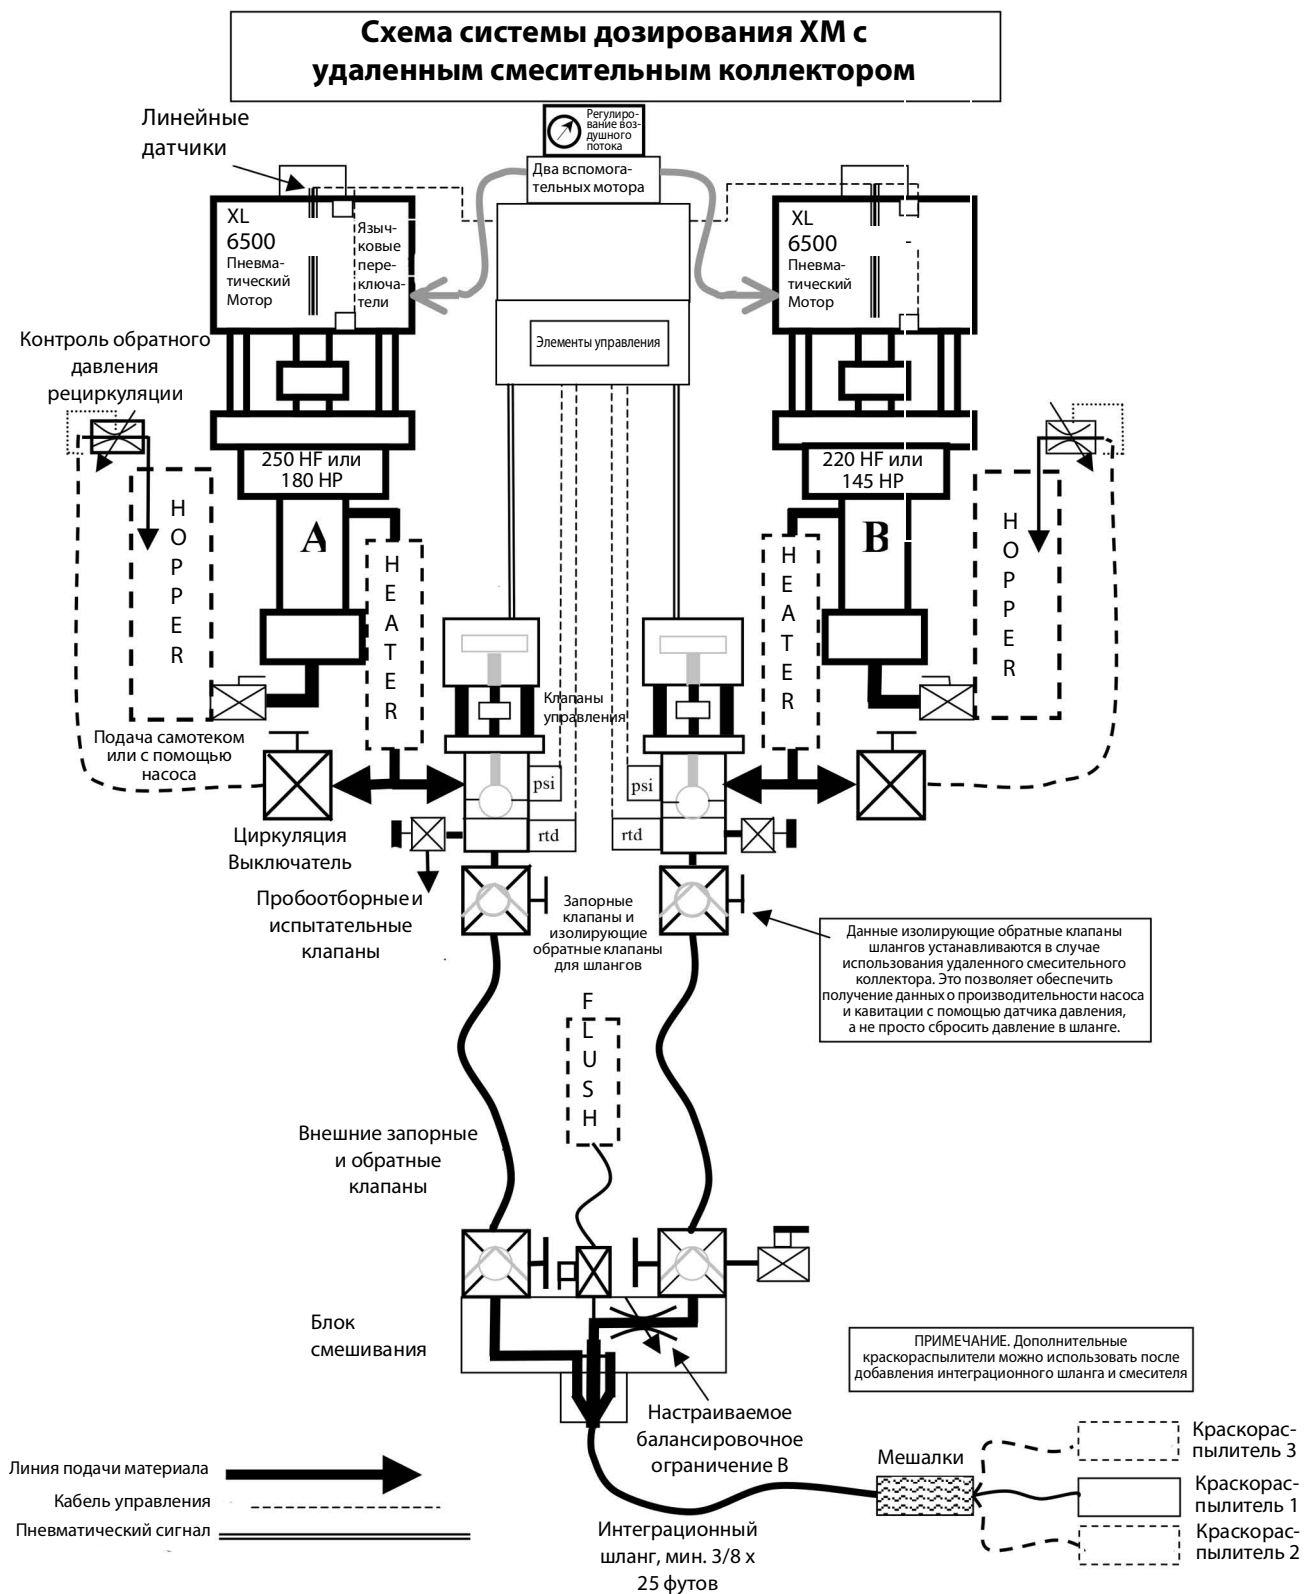 Схема системы дозирования XM с
удаленным смесительным коллектором
Регулиро-
вание воз-
душного
потока
Линейные
датчики
Два вспомога-
тельных мотора
XL
6500
Пневма-
тический
Мотор
Языч-
ковые
пере-
ключа-
тели
XL
6500
Пневма-
тический
Мотор
Элементы управления
Контроль обратного
давления
рециркуляции
250 HF или
180 HP
220 HF или
145 HP
A
B
HOPPER
HEATER
HEATER
HOPPER
Клапаны
управления
Подача самотеком
или с помощью
насоса
psi
psi
rtd
rtd
Циркуляция
Выключатель
Пробоотборные и
испытательные
клапаны
Запорные
клапаны и
изолирующие
обратные клапаны
для шлангов
Данные изолирующие обратные клапаны
шлангов устанавливаются в случае
использования удаленного смесительного
коллектора. Это позволяет обеспечить
получение данных о производительности насоса
и кавитации с помощью датчика давления,
а не просто сбросить давление в шланге.
FLUSH
Внешние запорные
и обратные
клапаны
Блок
смешивания
ПРИМЕЧАНИЕ. Дополнительные
краскораспылители можно использовать после
добавления интеграционного шланга и смесителя
Настраиваемое
балансировочное
ограничение B
Мешалки
Краскорас-
пылитель 3
Краскорас-
пылитель 1
Краскорас-
пылитель 2
Линия подачи материала
Кабель управления
Пневматический сигнал
Интеграционный
шланг, мин. 3/8 x
25 футов